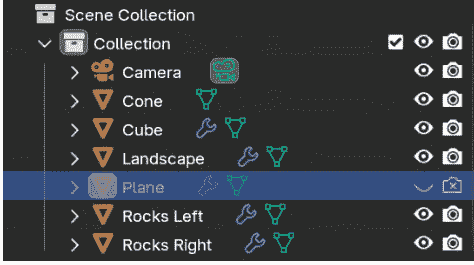 Scene Collection
Collection
Camera
Cone
Cube
Landscape
Plane
Rocks Left
Rocks Right